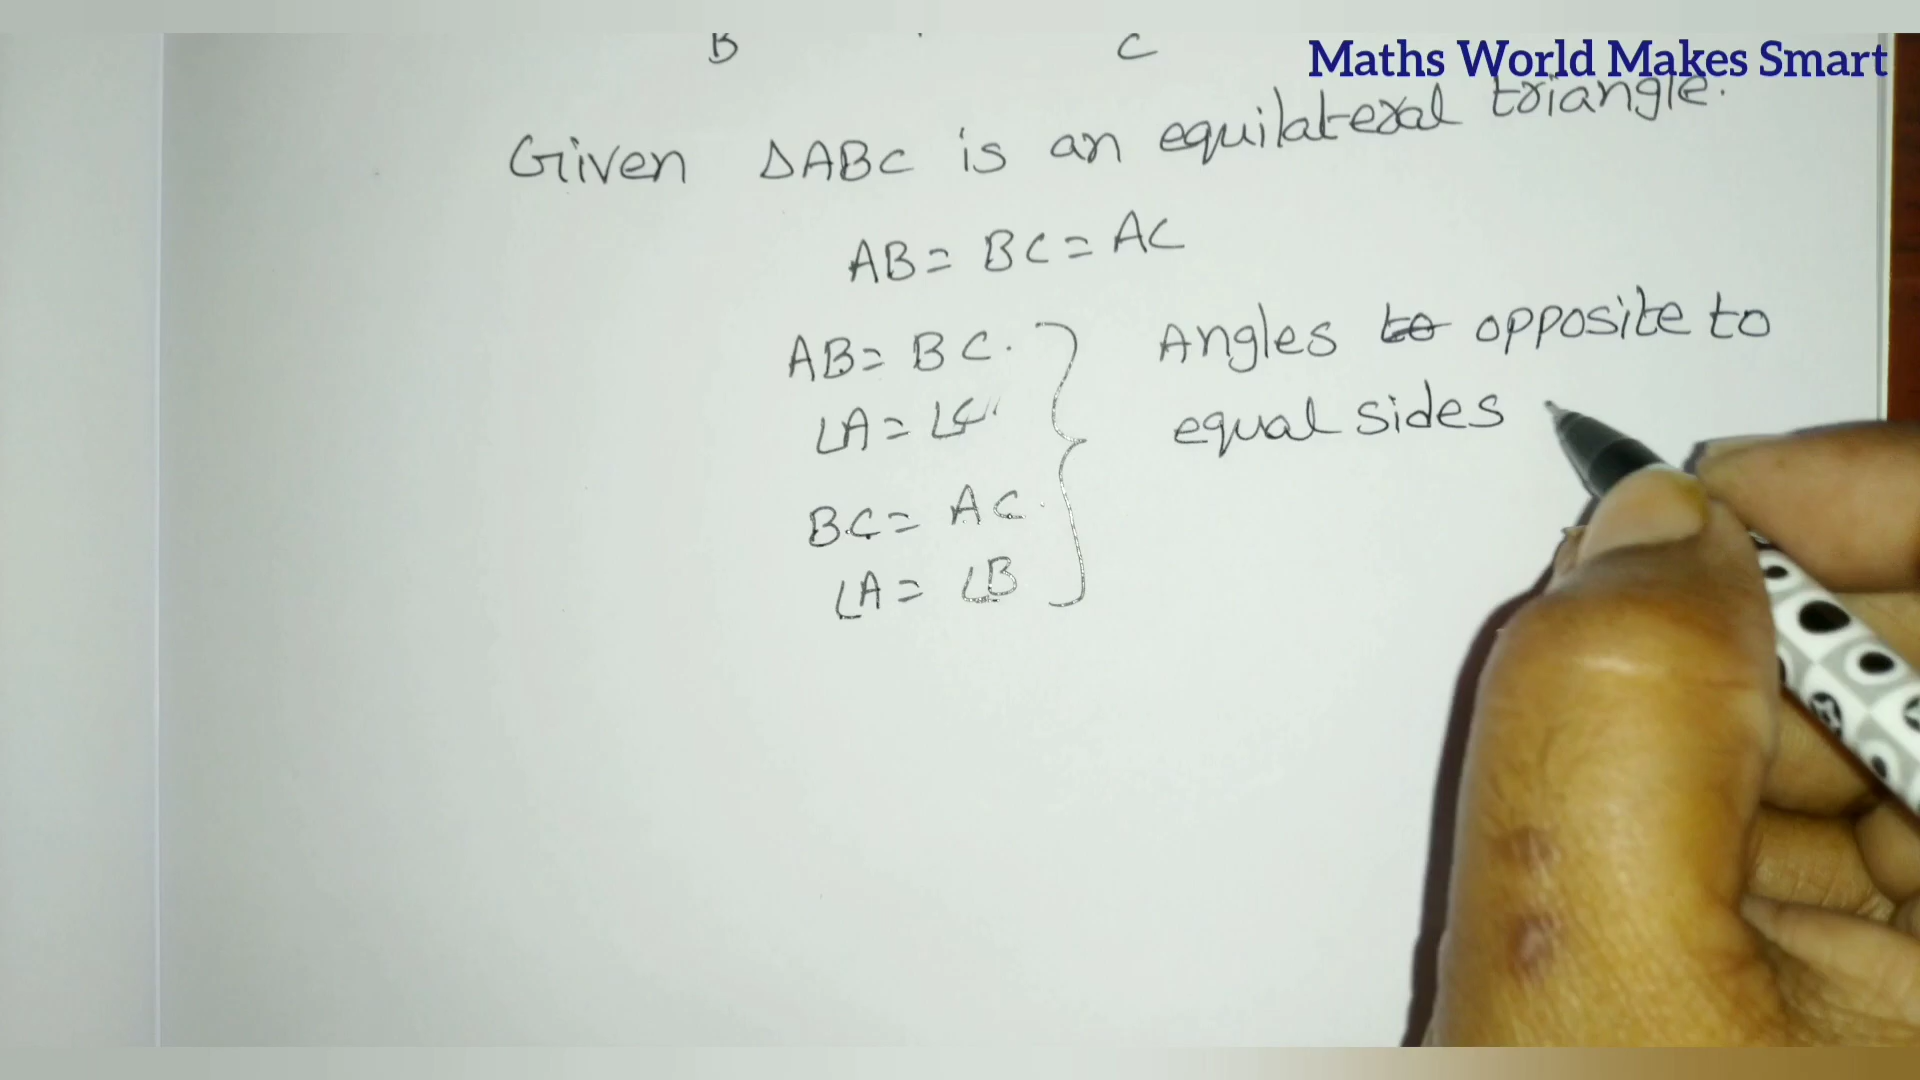 B C
Maths World Makes Smart
Given ΔABC is an equilateral triangle.
AB = BC = AC
AB = BC.
∠A = ∠C
BC = AC.
∠A = ∠B
Angles to opposite to
equal sides